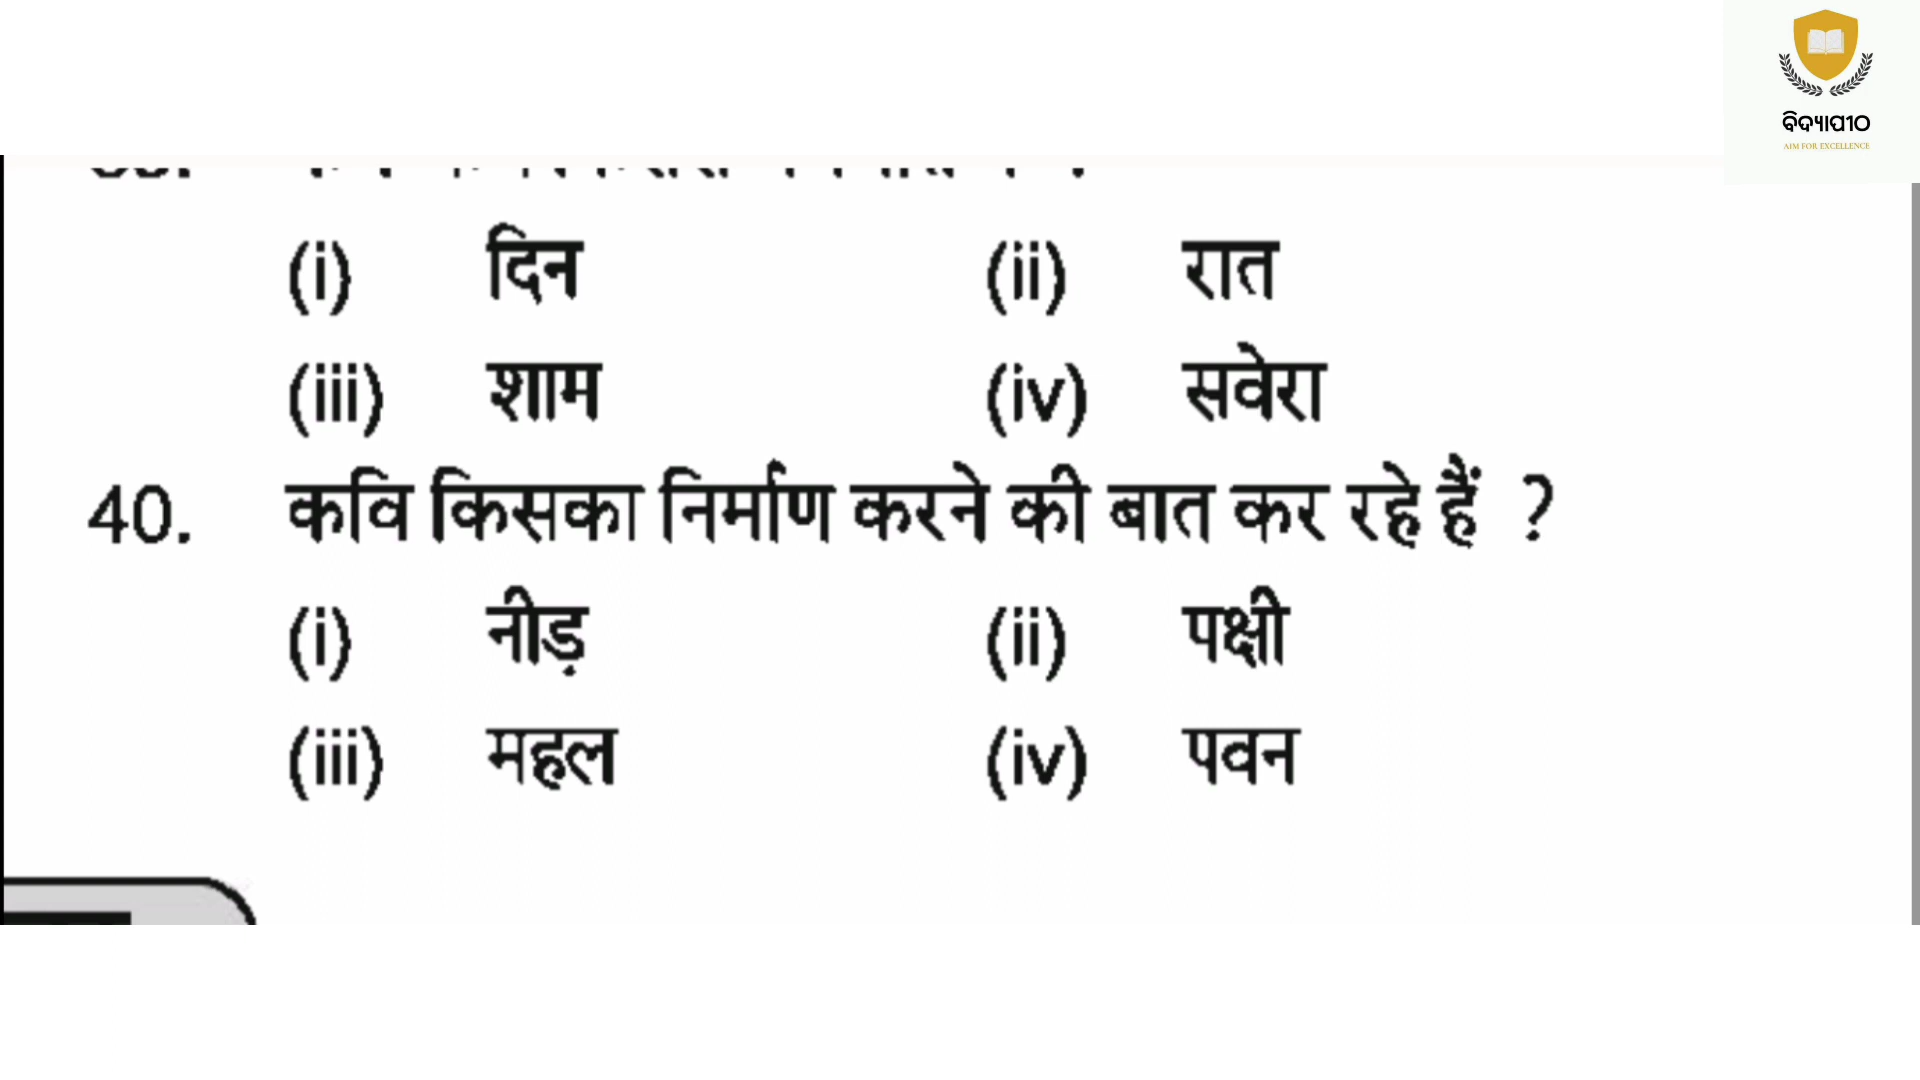 ବିଦ୍ୟାପୀଠ
AIM FOR EXCELLENCE
(i) दिन (ii) रात
(iii) शाम (iv) सवेरा
40. कवि किसका निर्माण करने की बात कर रहे हैं ?
(i) नीड़ (ii) पक्षी
(iii) महल (iv) पवन